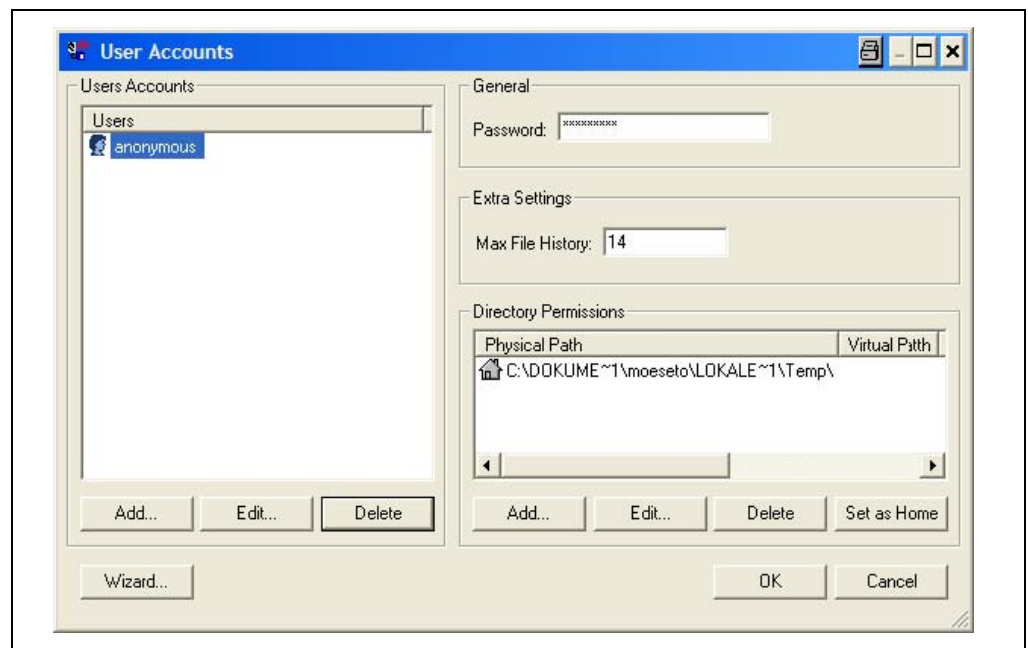 User Accounts
Users Accounts
Users
anonymous
Add...
Edit...
Delete
General
Password: *********
Extra Settings
Max File History: 14
Directory Permissions
Physical Path
Virtual Patth
C:\DOKUME~1\moeseto\LOKALE~1\Temp\
Add...
Edit...
Delete
Set as Home
Wizard...
OK
Cancel